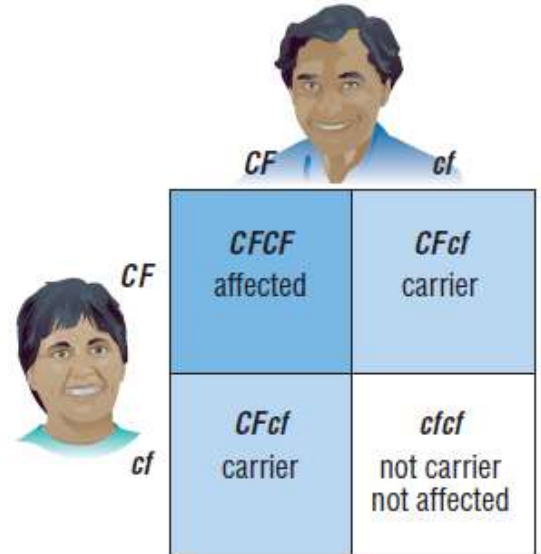 CF cf
CF
CFCF
affected
CFcf
carrier
cf
CFcf
carrier
cfcf
not carrier
not affected